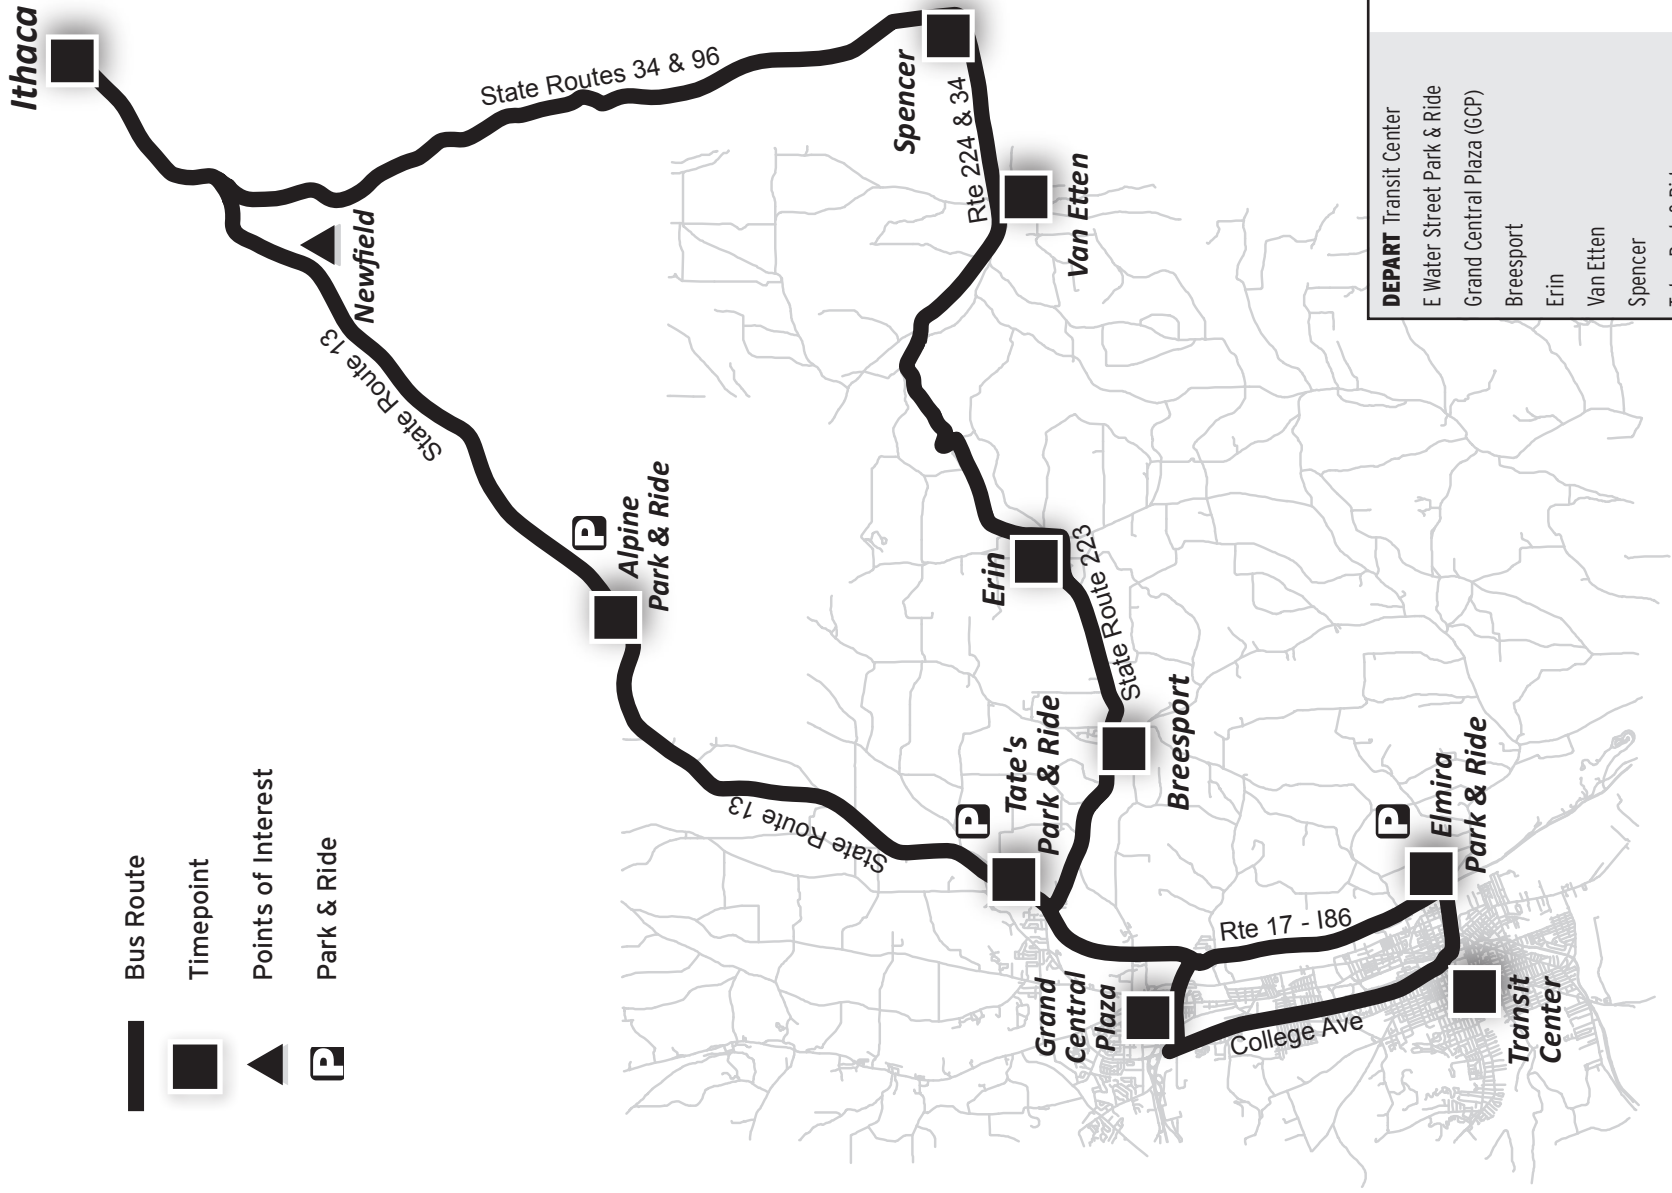 Bus Route
Timepoint
Points of Interest
Park & Ride
Ithaca
State Routes 34 & 96
Newfield
State Route 13
Alpine
Park & Ride
P
Spencer
Rte 224 & 34
Van Etten
Erin
State Route 223
Breesport
State Route 13
Tate's
Park & Ride
P
Grand
Central
Plaza
Rte 17 - I86
College Ave
Elmira
Park & Ride
P
Transit
Center
P
DEPART Transit Center
E Water Street Park & Ride
Grand Central Plaza (GCP)
Breesport
Erin
Van Etten
Spencer